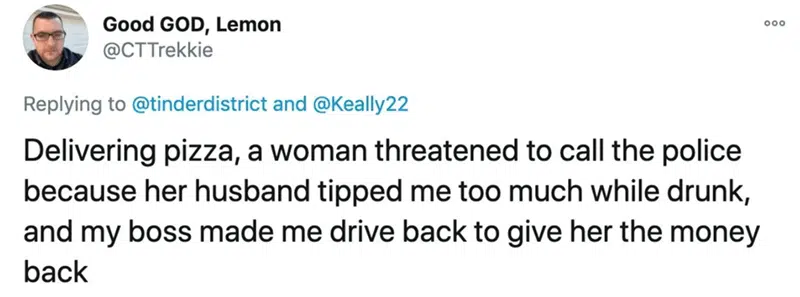 Good GOD, Lemon
@CTTrekkie
Replying to @tinderdistrict and @Keally22
Delivering pizza, a woman threatened to call the police
because her husband tipped me too much while drunk,
and my boss made me drive back to give her the money
back